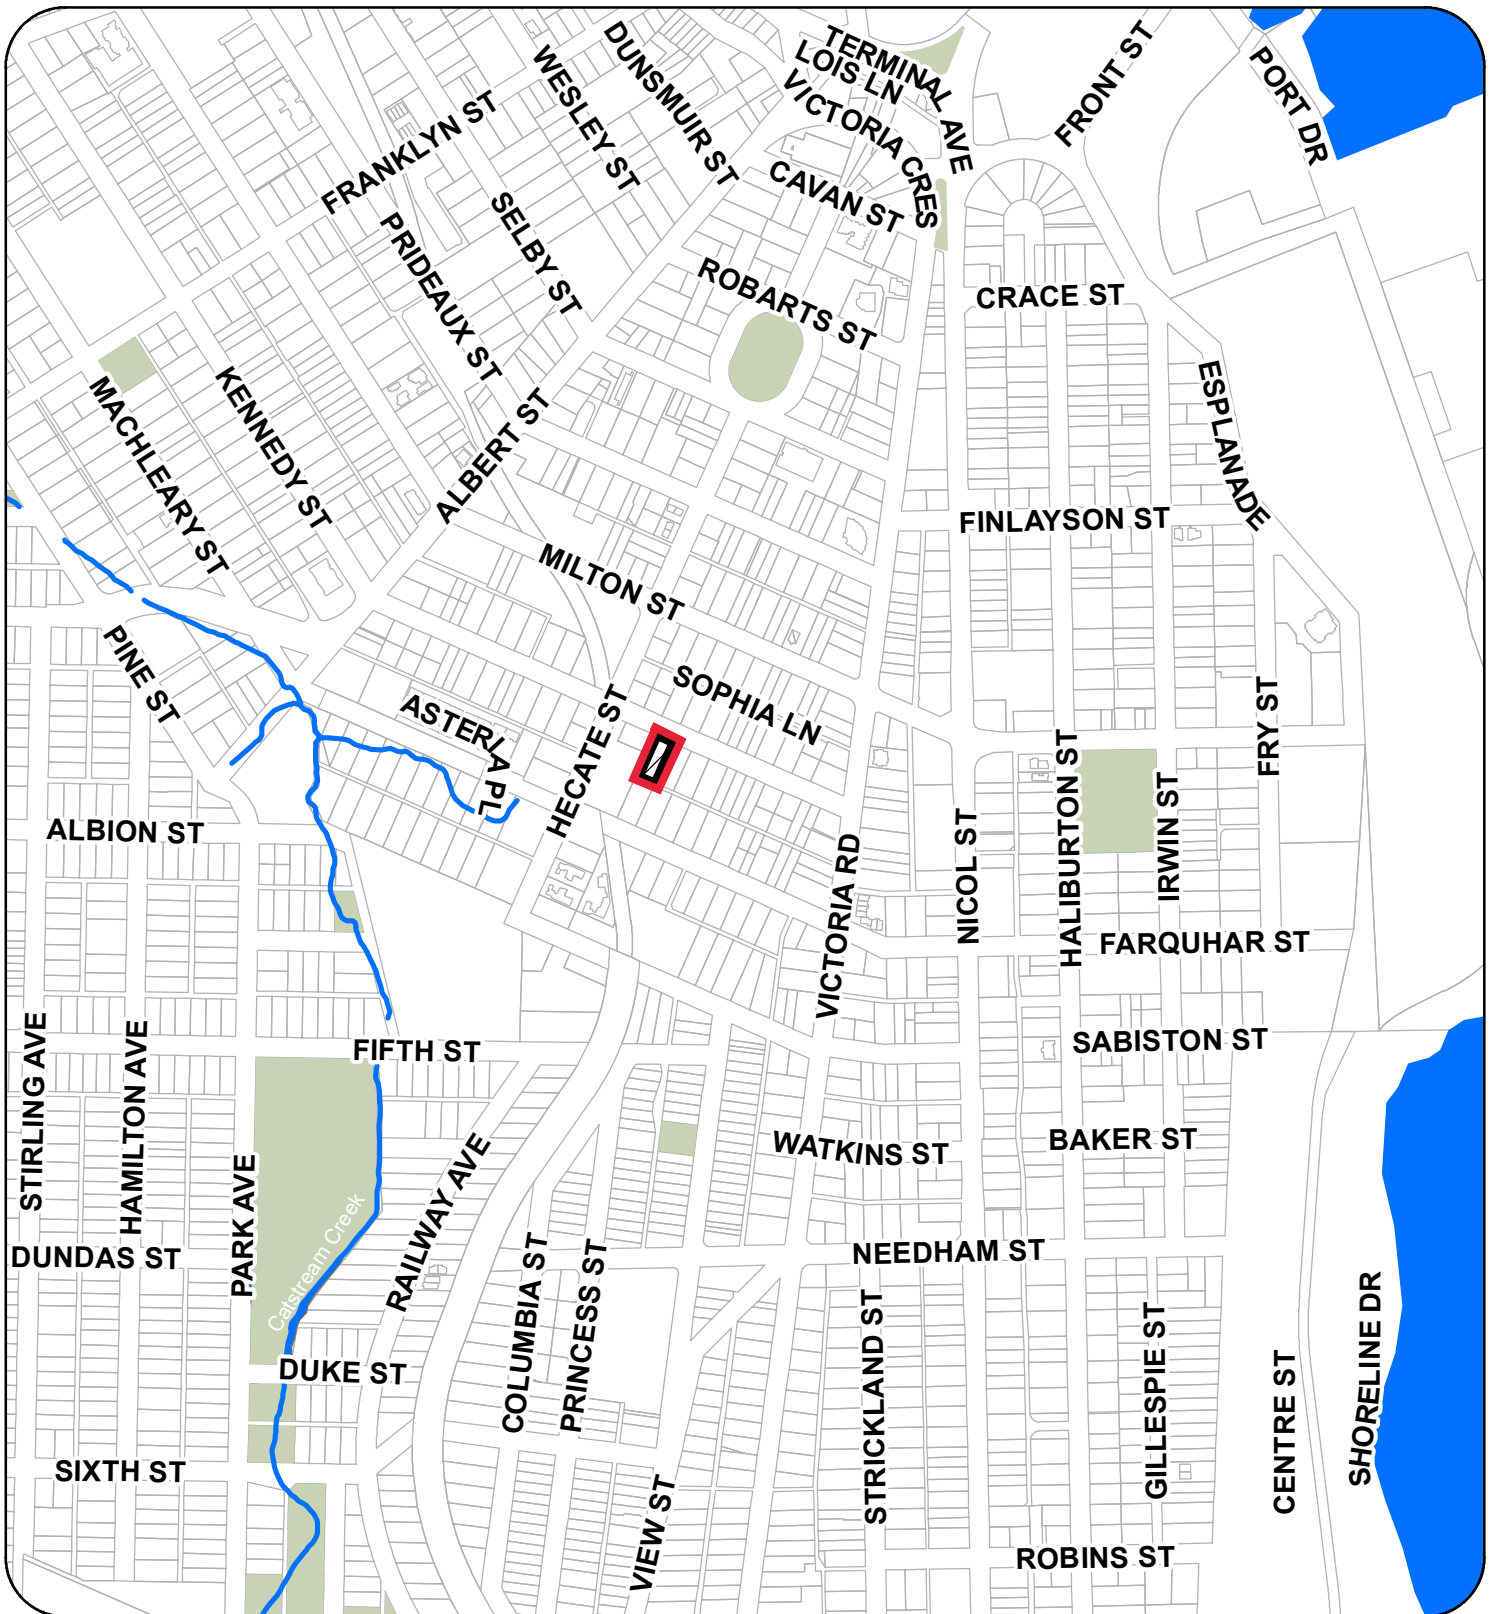 TERMINAL AVE
LOIS LN
VICTORIA CRES
DUNSMUIR ST
WESLEY ST
FRONT ST
PORT DR
FRANKLYN ST
CAVAN ST
SELBY ST
PRIDEAUX ST
ROBARTS ST
CRACE ST
ESPLANADE
KENNEDY ST
MACHLEARY ST
ALBERT ST
FINLAYSON ST
MILTON ST
PINE ST
SOPHIA LN
ASTERIA PL
HECATE ST
FRY ST
HALIBURTON ST
IRWIN ST
NICOL ST
ALBION ST
VICTORIA RD
FARQUHAR ST
STIRLING AVE
HAMILTON AVE
FIFTH ST
SABISTON ST
WATKINS ST
BAKER ST
PARK AVE
RAILWAY AVE
Catstream Creek
DUNDAS ST
COLUMBIA ST
PRINCESS ST
NEEDHAM ST
STRICKLAND ST
GILLESPIE ST
CENTRE ST
SHORELINE DR
DUKE ST
SIXTH ST
VIEW ST
ROBINS ST